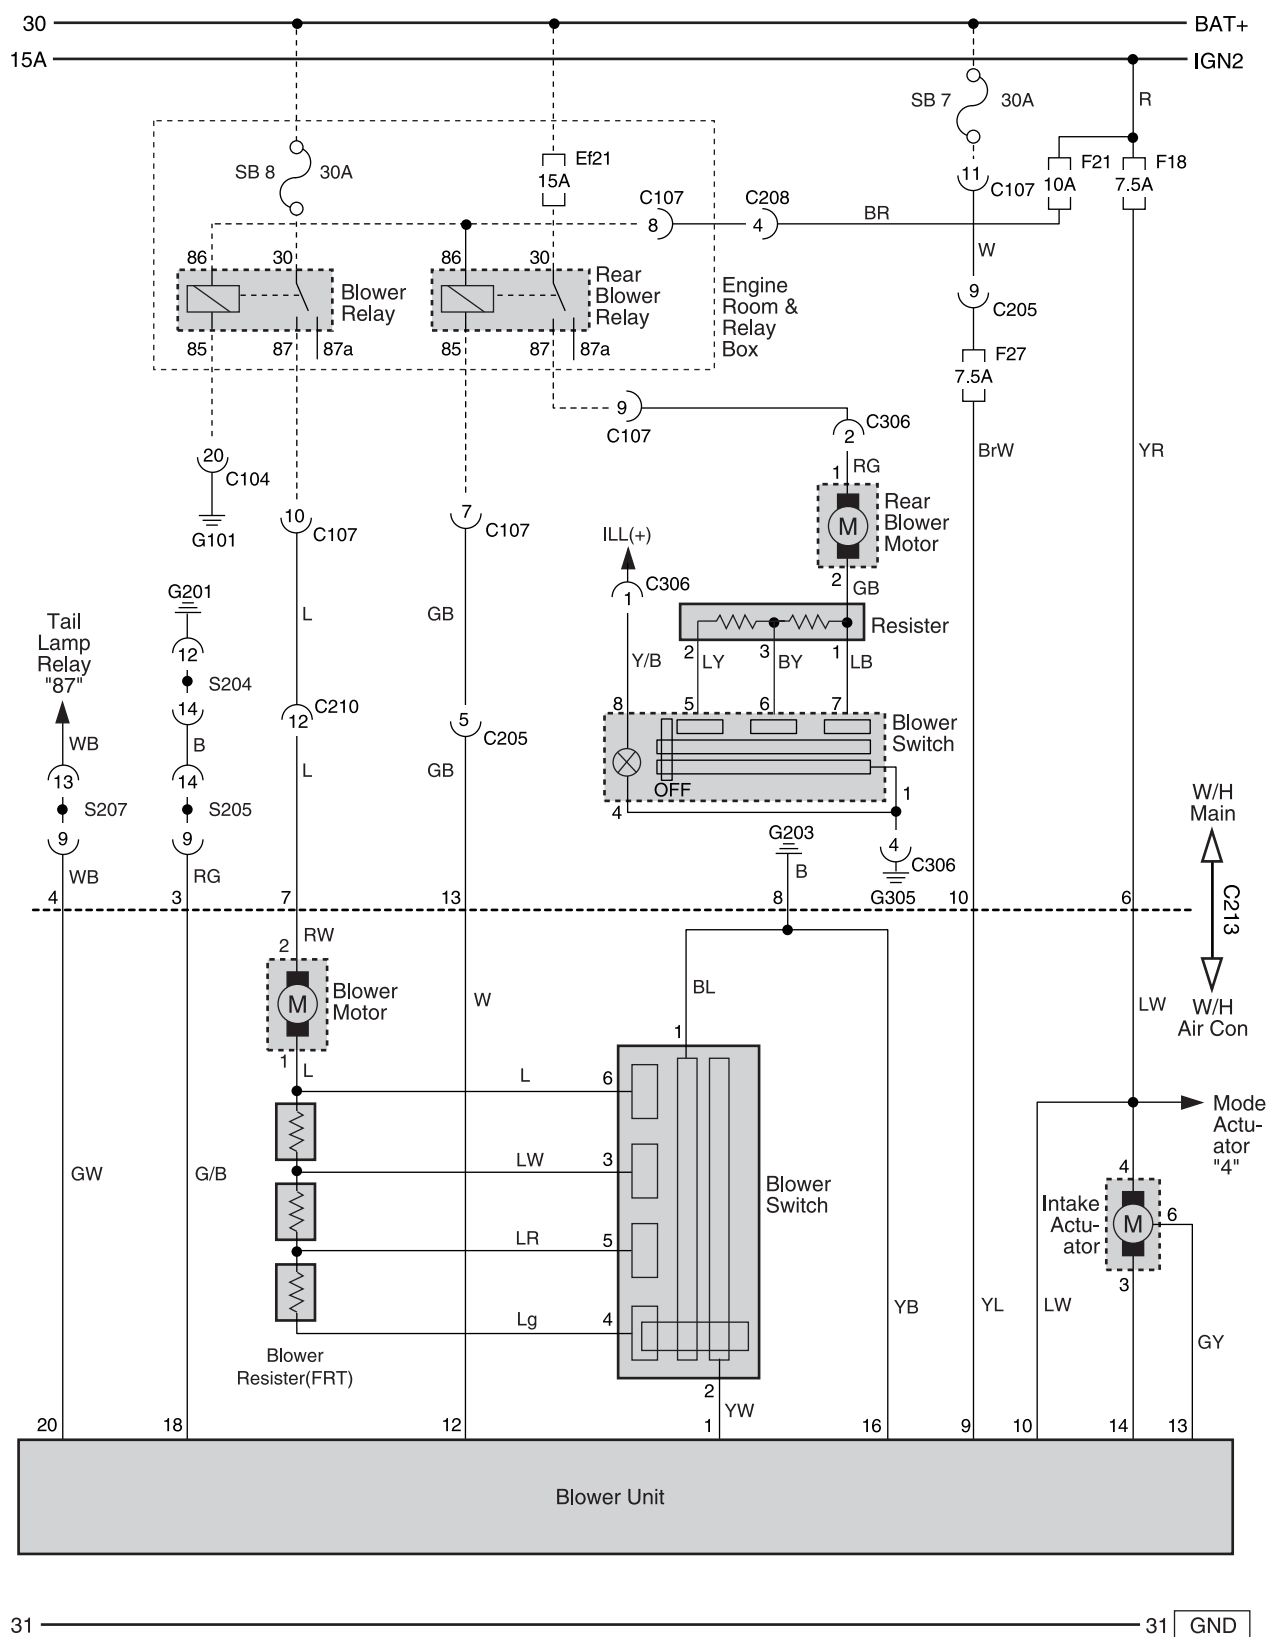 30
BAT+
15A
IGN2
SB 7
30A
R
SB 8
30A
Ef21
15A
11
C107
F21
10A
F18
7.5A
C107
8
C208
4
BR
W
86
30
Blower
Relay
86
30
Rear
Blower
Relay
Engine
Room &
Relay
Box
85
87
87a
85
87
87a
9
C205
F27
7.5A
9
C107
C306
2
20
C104
G101
1
RG
Rear
Blower
Motor
M
BrW
YR
10
C107
7
C107
ILL(+)
C306
1
2
GB
G201
Tail
Lamp
Relay
"87"
12
S204
14
L
GB
Resister
Y/B
2
LY
3
BY
1
LB
C210
12
5
C205
8
5
6
7
Blower
Switch
WB
B
L
GB
13
S207
9
14
S205
9
OFF
4
1
G203
B
4
C306
G305
W/H
Main
WB
RG
4
3
7
13
8
10
6
C213
RW
2
Blower
Motor
M
W
BL
LW
W/H
Air Con
1
L
1
L
6
LW
3
LR
5
Lg
4
Blower
Switch
Mode
Actu-
ator
"4"
GW
G/B
4
Intake
Actu-
ator
M
6
3
YB
YL
LW
GY
Blower
Resister(FRT)
2
YW
20
18
12
1
16
9
10
14
13
Blower Unit
31
31
GND